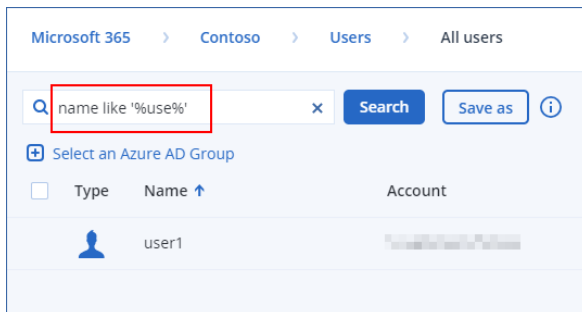 Microsoft 365 > Contoso > Users > All users
name like '%use%' × Search Save as
Select an Azure AD Group
Type Name ↑ Account
user1